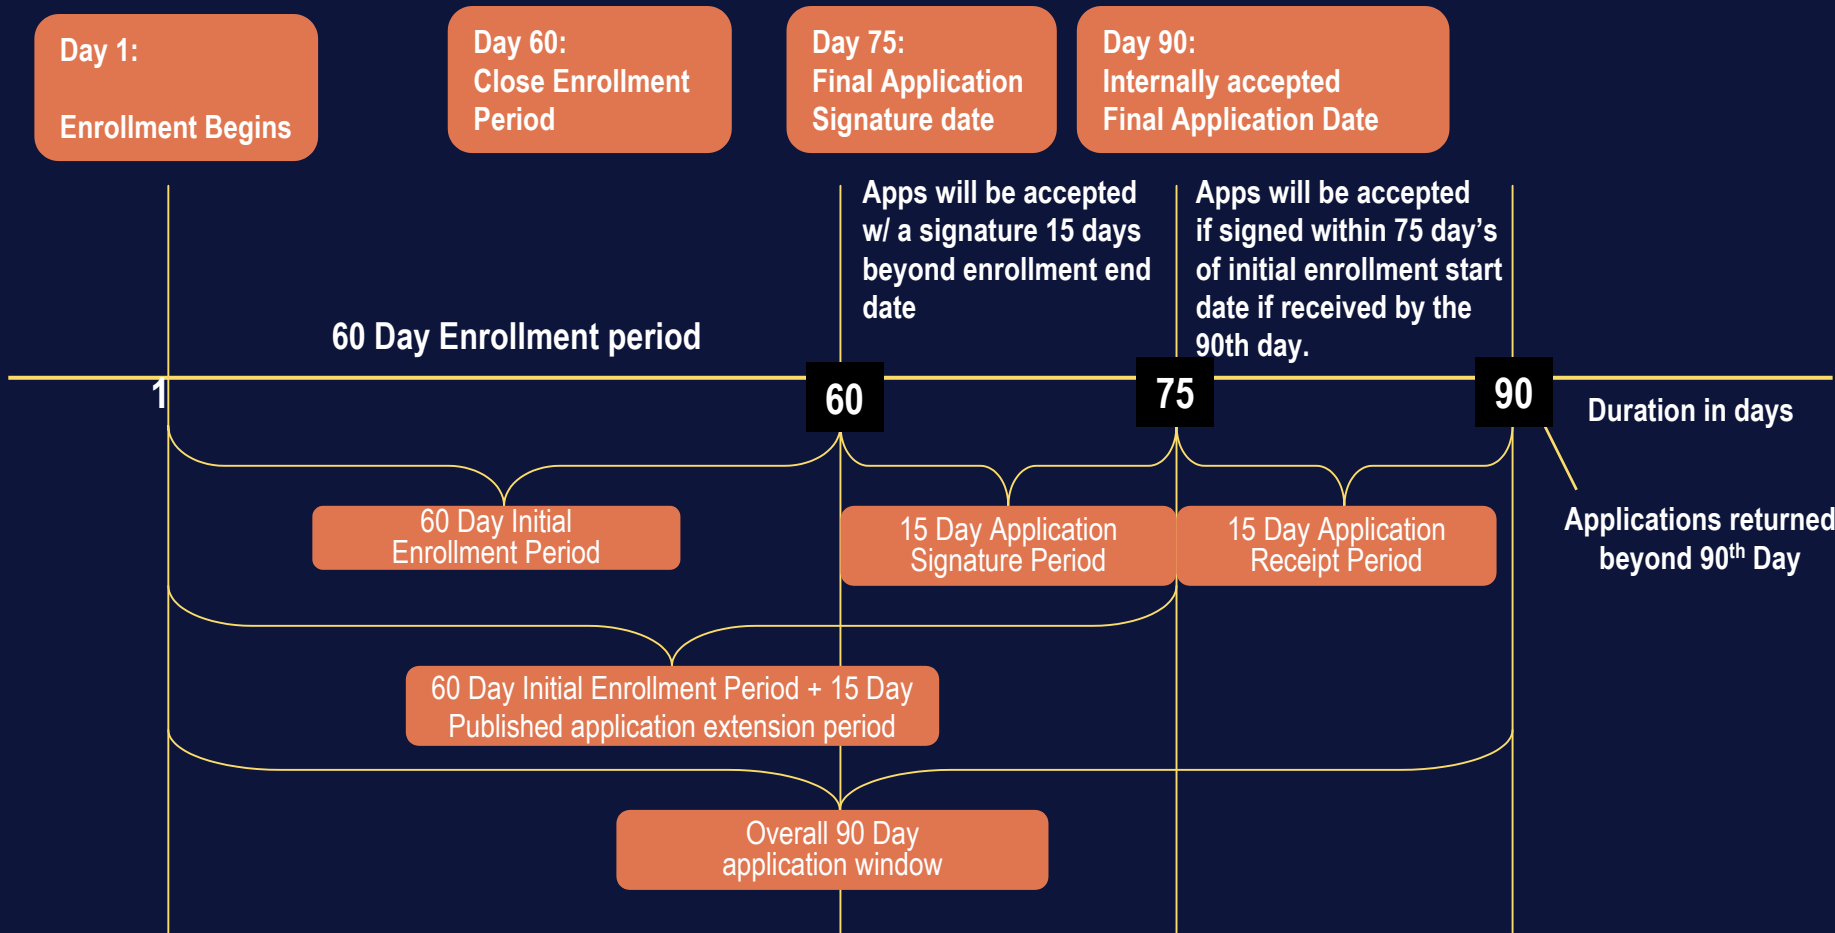 Day 1:
Enrollment Begins
Day 60:
Close Enrollment
Period
Day 75:
Final Application
Signature date
Day 90:
Internally accepted
Final Application Date
Apps will be accepted
w/ a signature 15 days
beyond enrollment end
date
Apps will be accepted
if signed within 75 day’s
of initial enrollment start
date if received by the
90th day.
60 Day Enrollment period
1
60
75
90
Duration in days
60 Day Initial
Enrollment Period
15 Day Application
Signature Period
15 Day Application
Receipt Period
Applications returned
beyond 90th Day
60 Day Initial Enrollment Period + 15 Day
Published application extension period
Overall 90 Day
application window